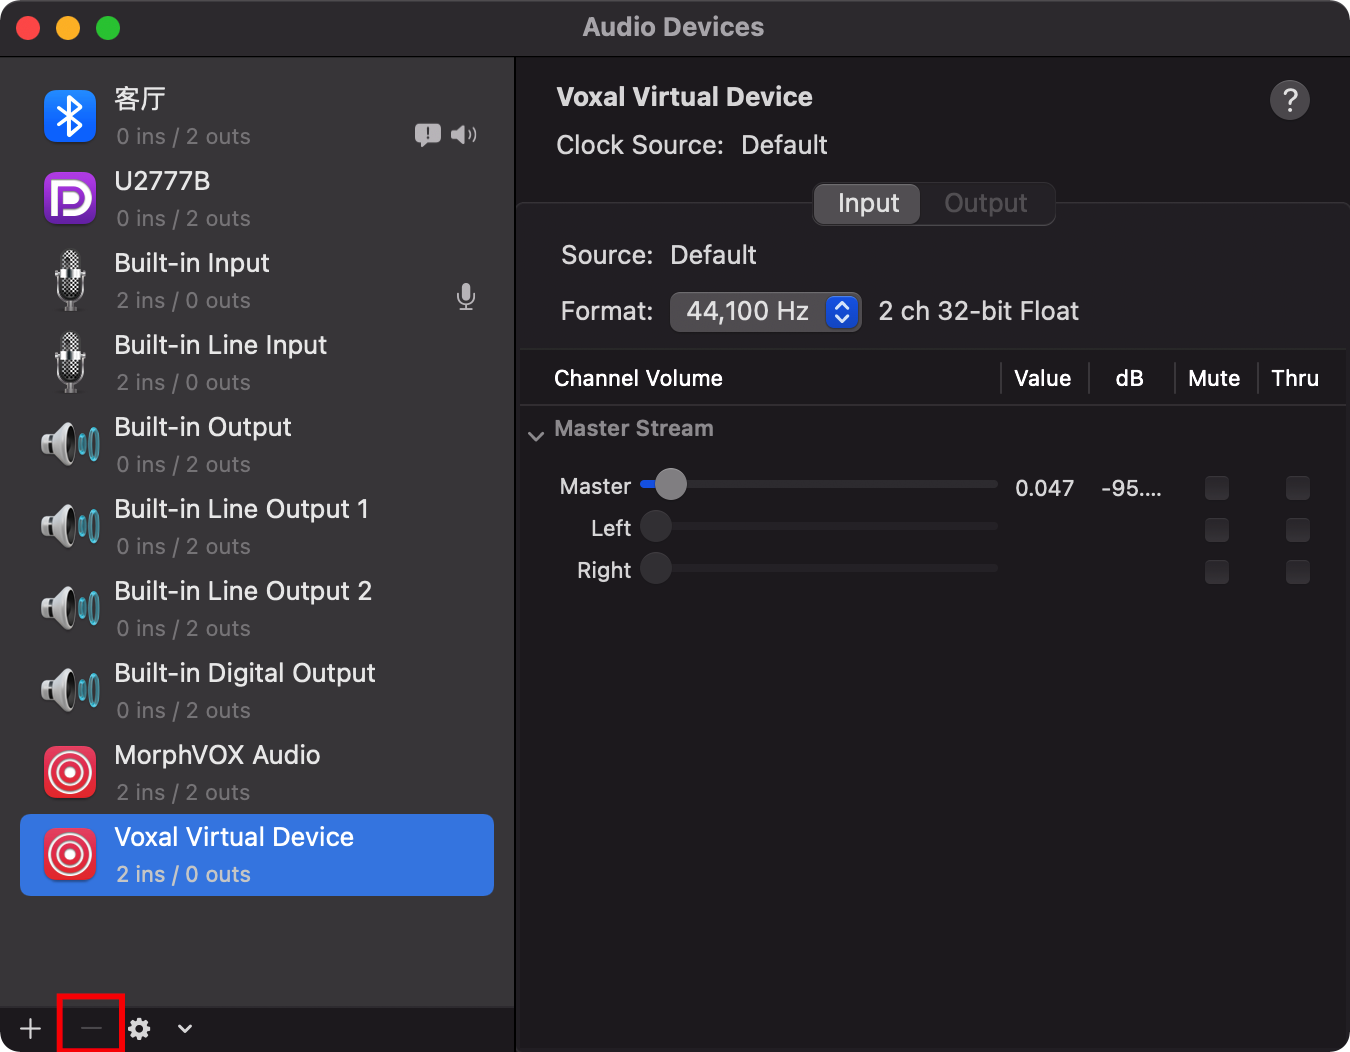 Audio Devices
客厅
0 ins / 2 outs
U2777B
0 ins / 2 outs
Built-in Input
2 ins / 0 outs
Built-in Line Input
2 ins / 0 outs
Built-in Output
0 ins / 2 outs
Built-in Line Output 1
0 ins / 2 outs
Built-in Line Output 2
0 ins / 2 outs
Built-in Digital Output
0 ins / 2 outs
MorphVOX Audio
2 ins / 2 outs
Voxal Virtual Device
2 ins / 0 outs
Voxal Virtual Device
?
Clock Source: Default
Input Output
Source: Default
Format: 44,100 Hz 2 ch 32-bit Float
Channel Volume Value dB Mute Thru
Master Stream
Master 0.047 -95....
Left
Right